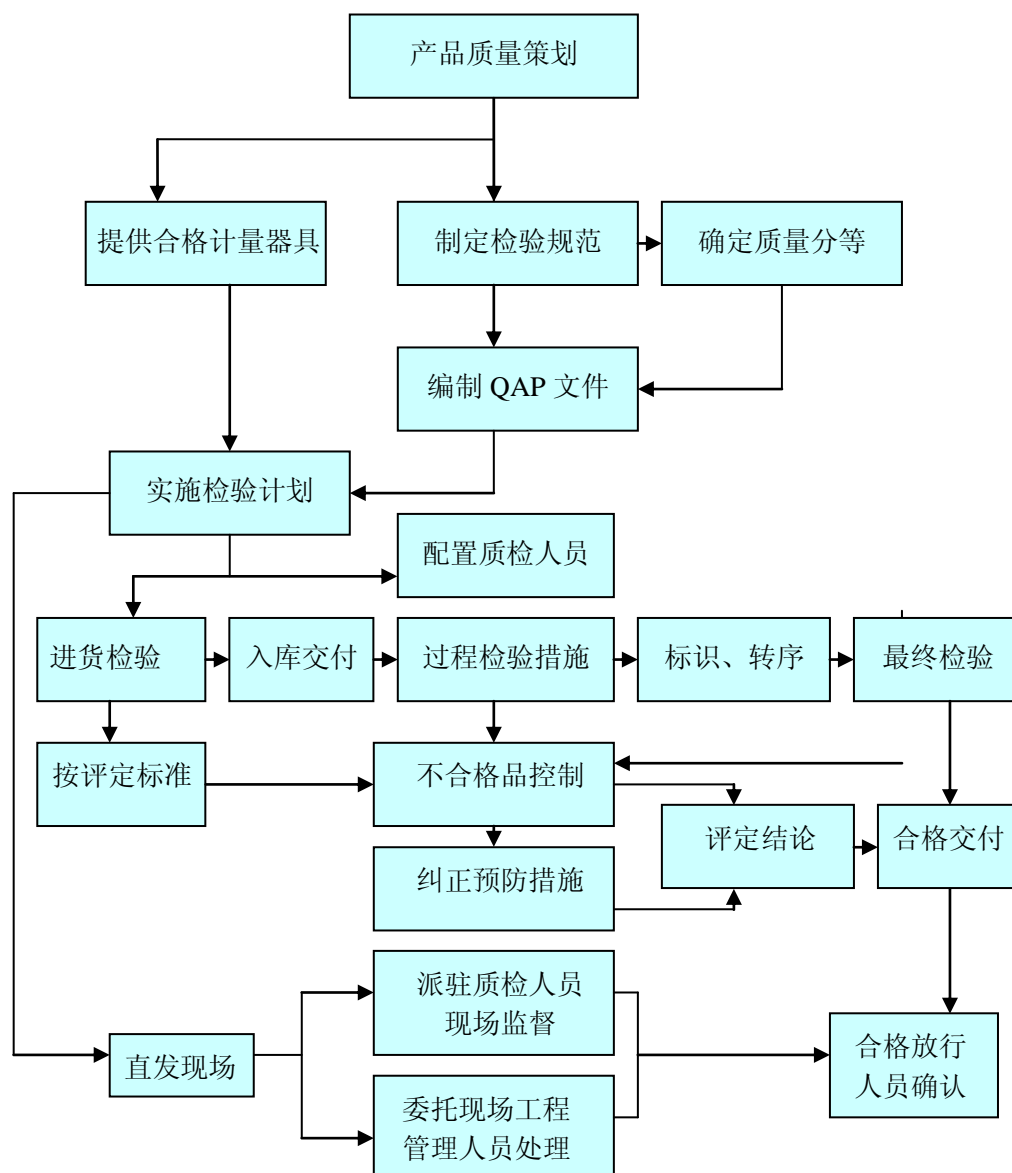 产品质量策划
提供合格计量器具
制定检验规范
确定质量分等
编制 QAP 文件
实施检验计划
配置质检人员
进货检验
入库交付
过程检验措施
标识、转序
最终检验
按评定标准
不合格品控制
评定结论
合格交付
纠正预防措施
派驻质检人员
现场监督
直发现场
合格放行
人员确认
委托现场工程
管理人员处理